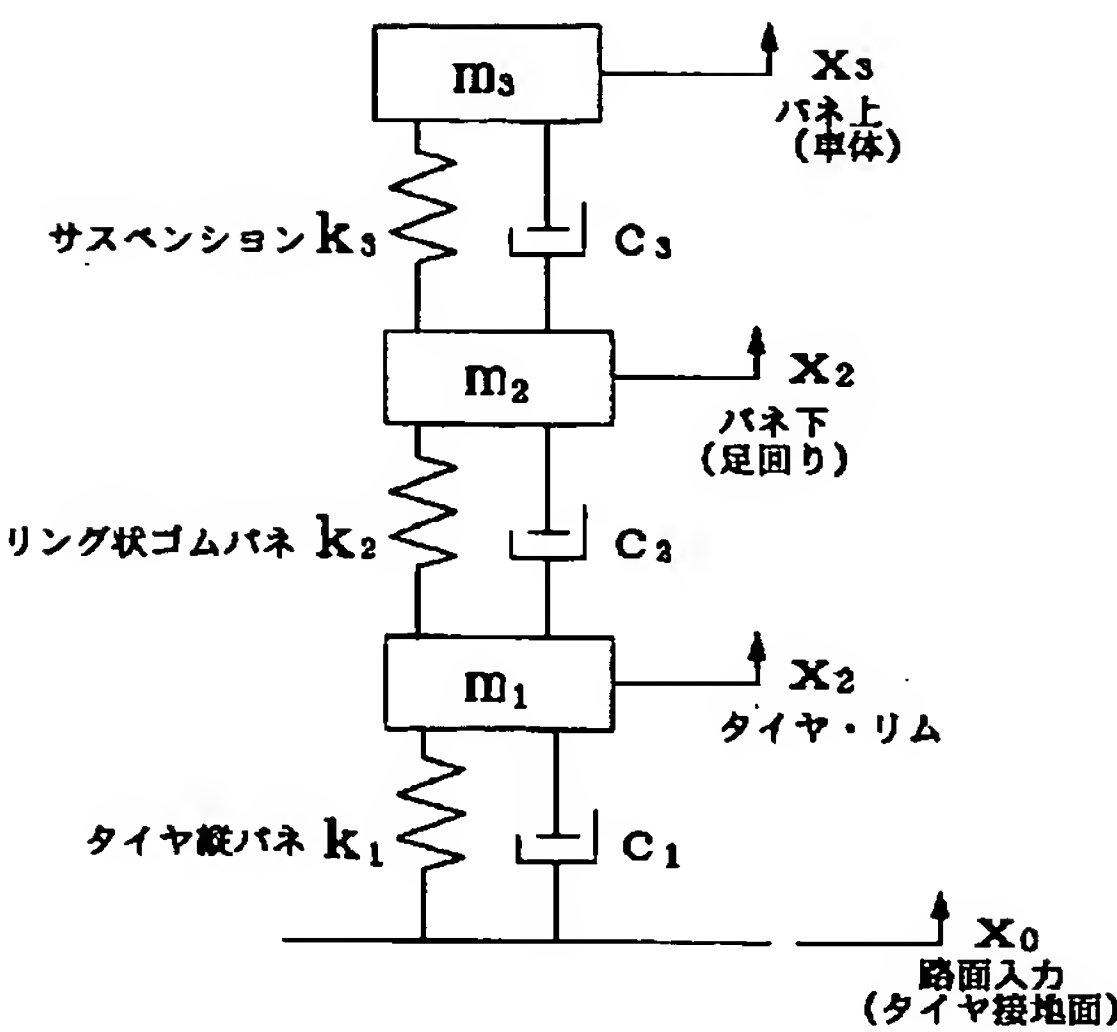 m₃
X₃
バネ上
(車体)
サスペンション k₃
C₃
m₂
X₂
バネ下
(足回り)
リング状ゴムバネ k₂
C₂
m₁
X₂
タイヤ・リム
タイヤ縦バネ k₁
C₁
X₀
路面入力
(タイヤ接地面)